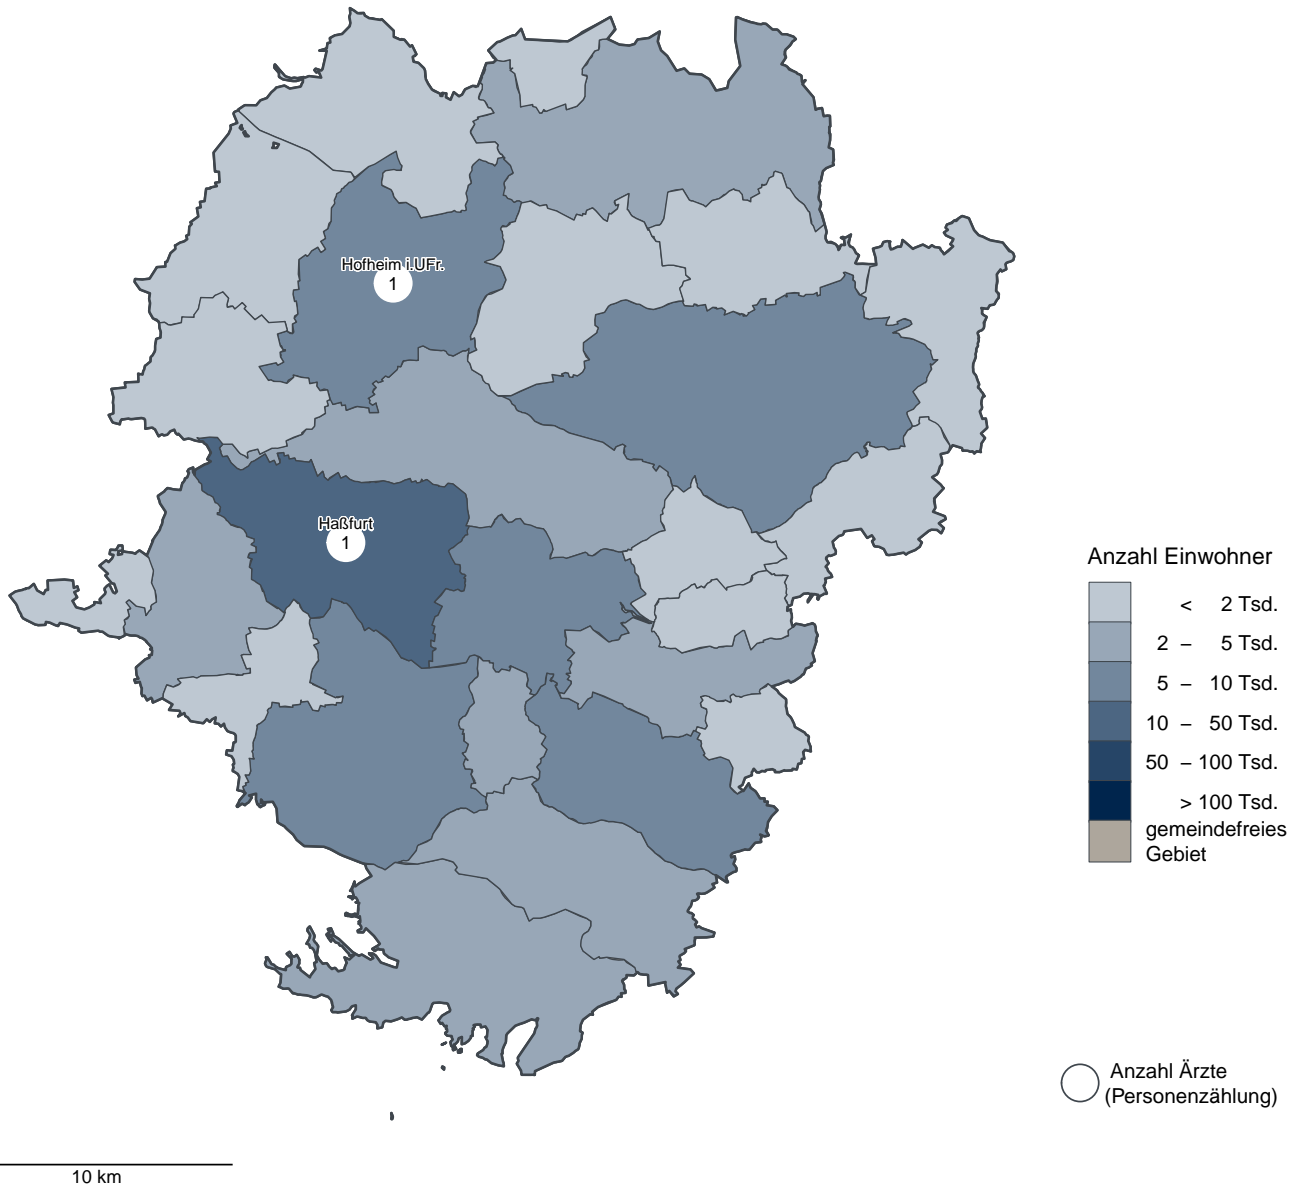 Hofheim i.UFr.
1
Haßfurt
1
Anzahl Einwohner
< 2 Tsd.
2 – 5 Tsd.
5 – 10 Tsd.
10 – 50 Tsd.
50 – 100 Tsd.
> 100 Tsd.
gemeindefreies
Gebiet
Anzahl Ärzte
(Personenzählung)
10 km